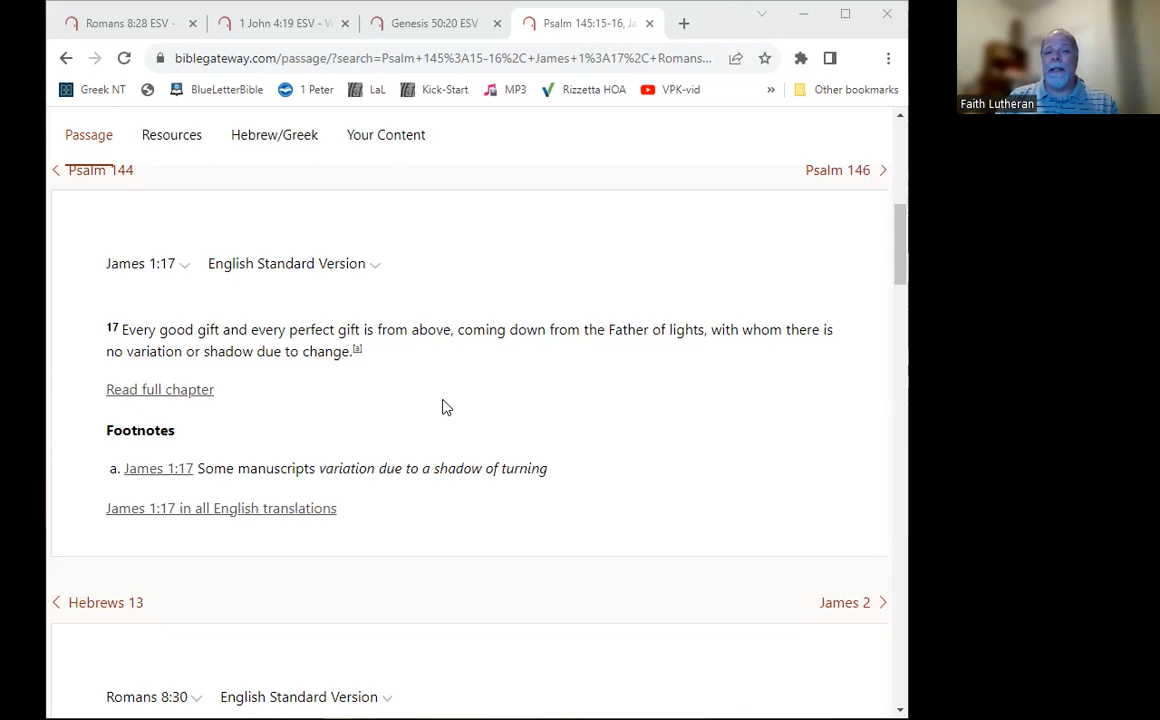 Romans 8:28 ESV -
1 John 4:19 ESV - W
Genesis 50:20 ESV
Psalm 145:15-16, Ja
biblegateway.com/passage/?search=Psalm+145%3A15-16%2C+James+1%3A17%2C+Romans...
Greek NT
BlueLetterBible
1 Peter
LaL
Kick-Start
MP3
Rizzetta HOA
VPK-vid
»
Other bookmarks
Faith Lutheran
Passage
Resources
Hebrew/Greek
Your Content
Psalm 144
Psalm 146
James 1:17
English Standard Version
17 Every good gift and every perfect gift is from above, coming down from the Father of lights, with whom there is
no variation or shadow due to change.[a]
Read full chapter
Footnotes
a. James 1:17 Some manuscripts variation due to a shadow of turning
James 1:17 in all English translations
Hebrews 13
James 2
Romans 8:30
English Standard Version